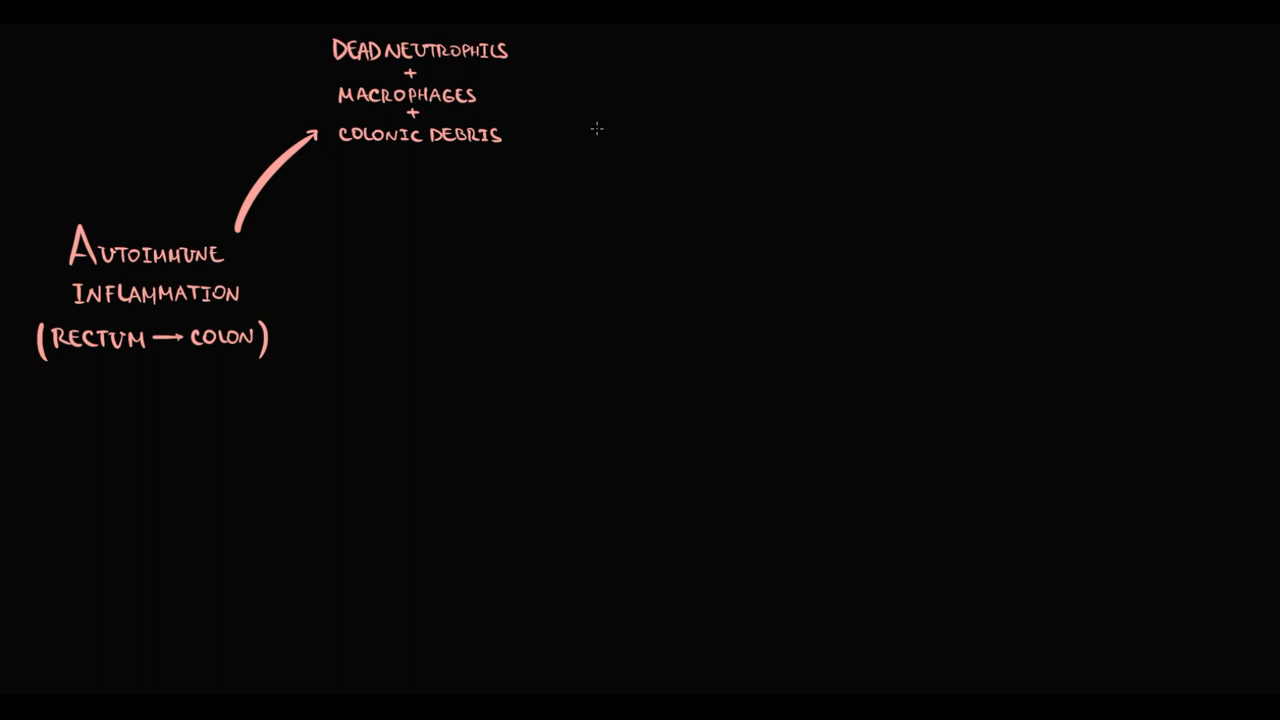 DEAD NEUTROPHILS
+
MACROPHAGES
+
COLONIC DEBRIS
AUTOIMMUNE
INFLAMMATION
(RECTUM → COLON)